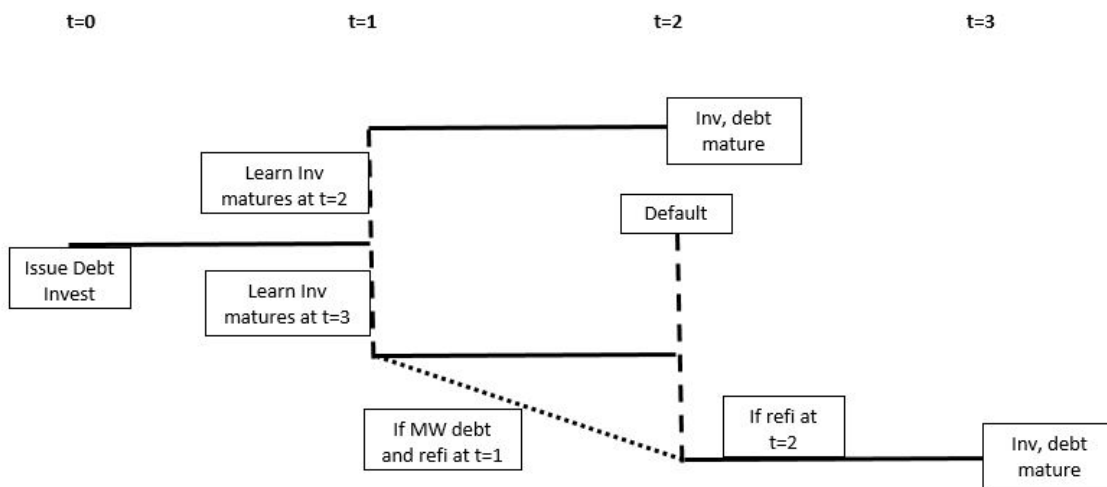 t=0 t=1 t=2 t=3
Inv, debt
mature
Learn Inv
matures at t=2
Default
Issue Debt
Invest
Learn Inv
matures at t=3
If MW debt
and refi at t=1
If refi at
t=2
Inv, debt
mature